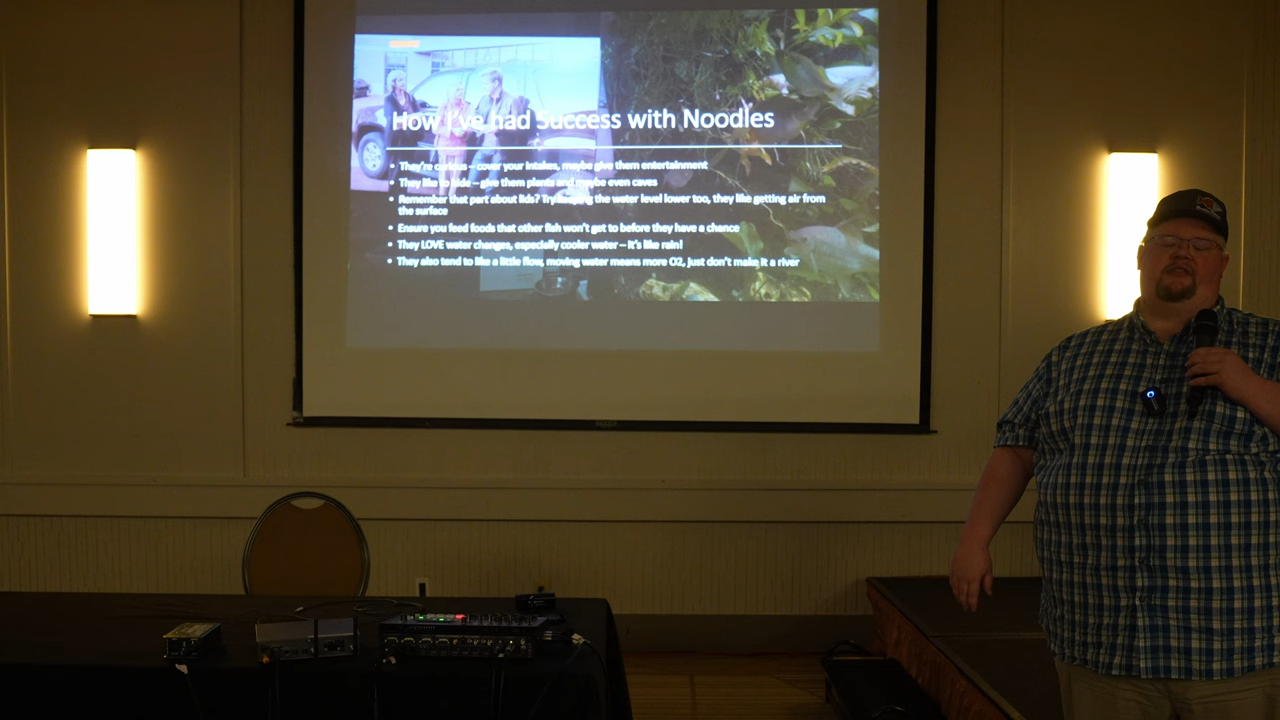 How I've had Success with Noodles
• They're curious – cover your intakes, maybe give them entertainment
• They like to hide – give them plants and maybe even caves
• Remember that part about lids? Try keeping the water level lower too, they like getting air from
the surface
• Ensure you feed foods that other fish won't get to before they have a chance
• They LOVE water changes, especially cooler water – it's like rain!
• They also tend to like a little flow, moving water means more O2, just don't make it a river